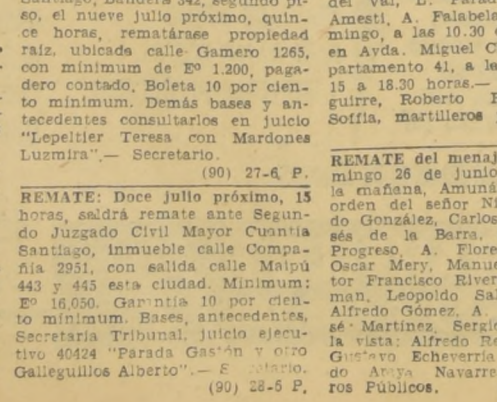 Santiago, Bandera 342, segundo pi-
so, el nueve julio próximo, quin-
ce horas, rematárase propiedad
raíz, ubicada calle Gamero 1265,
con mínimum de Eº 1.200, paga-
dero contado, Boleta 10 por cien-
to mínimum. Demás bases y an-
tecedentes consultarlos en juicio
"Lepeltier Teresa con Mardones
Luzmira".— Secretario.
(90) 27-6 P.
REMATE: Doce julio próximo, 15
horas, saldrá remate ante Segun-
do Juzgado Civil Mayor Cuantía
Santiago, inmueble calle Compa-
ñía 2951, con salida calle Maipú
443 y 445 esta ciudad. Mínimum:
Eº 16,050. Garantía 10 por cien-
to mínimum. Bases, antecedentes,
Secretaría Tribunal, juicio ejecu-
tivo 40424 "Parada Gastón y otro
Galleguillos Alberto".—
(90) 28-6 P.
Amesti, A. Falabel
mingo, a las 10.30
en Avda. Miguel C
partamento 41, a la
15 a 18.30 horas.—
guirre, Roberto
Soffia, martilleros
REMATE del menaj
mingo 26 de junio
la mañana, Amuná
orden del señor Ni
do González, Carlos
sés de la Barra,
Progreso, A. Flore
Oscar Mery, Manue
tor Francisco River
man, Leopoldo Sa
Alfredo Gómez, A.
sé Martínez, Sergi
la vista: Alfredo Re
Gustavo Echeverría
do Araya Navarre
ros Públicos.